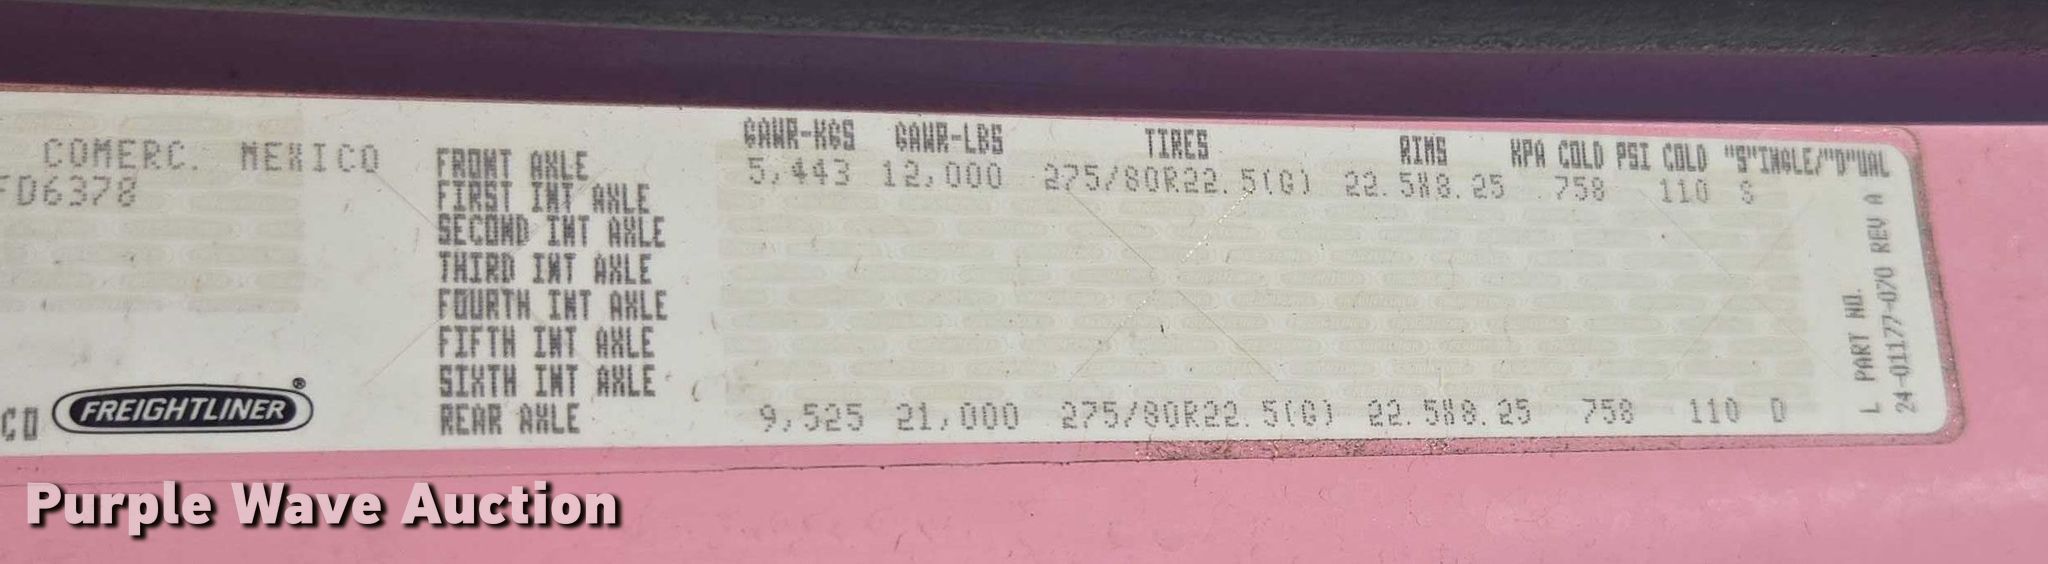 COMERC. MEXICO
FD6378
GAWR-KGS GAWR-LBS TIRES RIMS KPA COLD PSI COLD "S"INGLE/"D"UAL
FRONT AXLE 5,443 12,000 275/80R22.5(G) 22.5X8.25 758 110 S
FIRST INT AXLE
SECOND INT AXLE
THIRD INT AXLE
FOURTH INT AXLE
FIFTH INT AXLE
SIXTH INT AXLE
REAR AXLE 9,525 21,000 275/80R22.5(G) 22.5X8.25 758 110 D
CO FREIGHTLINER®
L PART NO.
24-01177-070 REV A
Purple Wave Auction